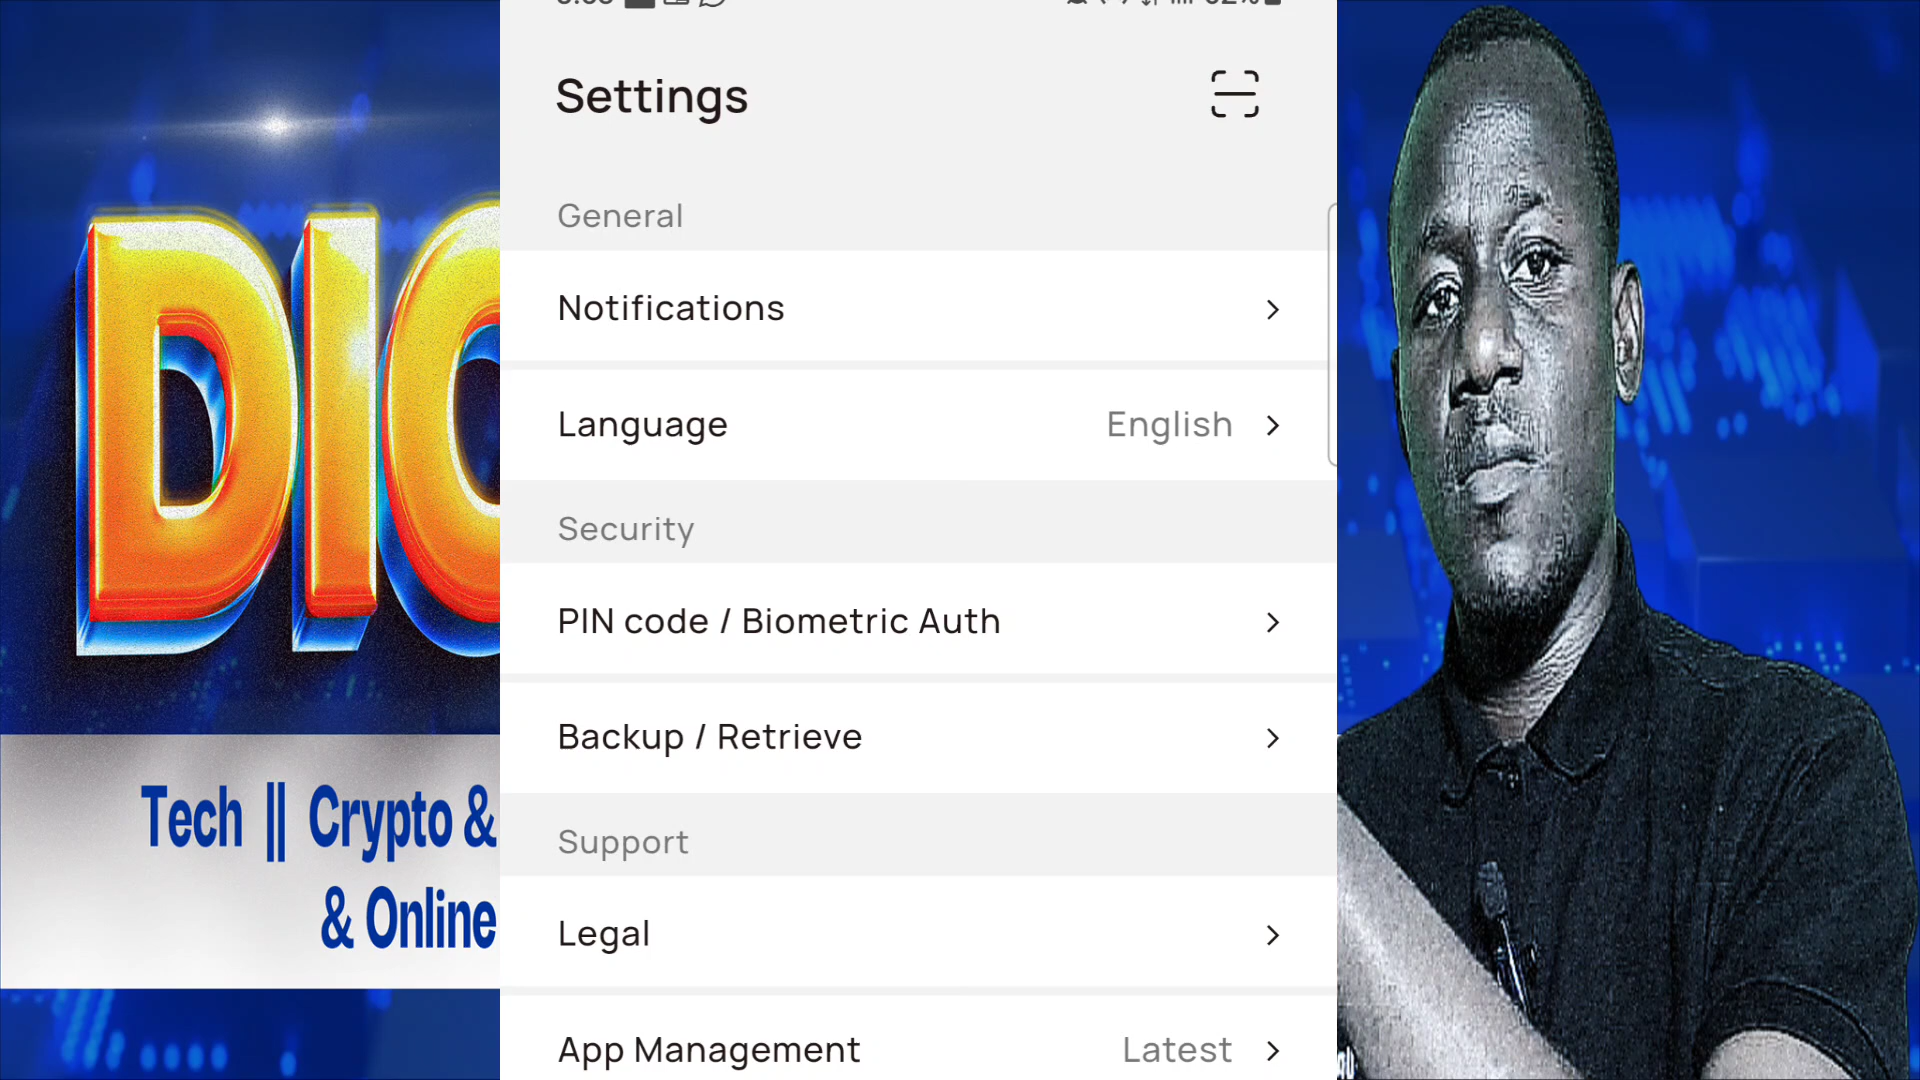 DIG
Tech || Crypto &
& Online
Settings
General
Notifications
Language English
Security
PIN code / Biometric Auth
Backup / Retrieve
Support
Legal
App Management Latest